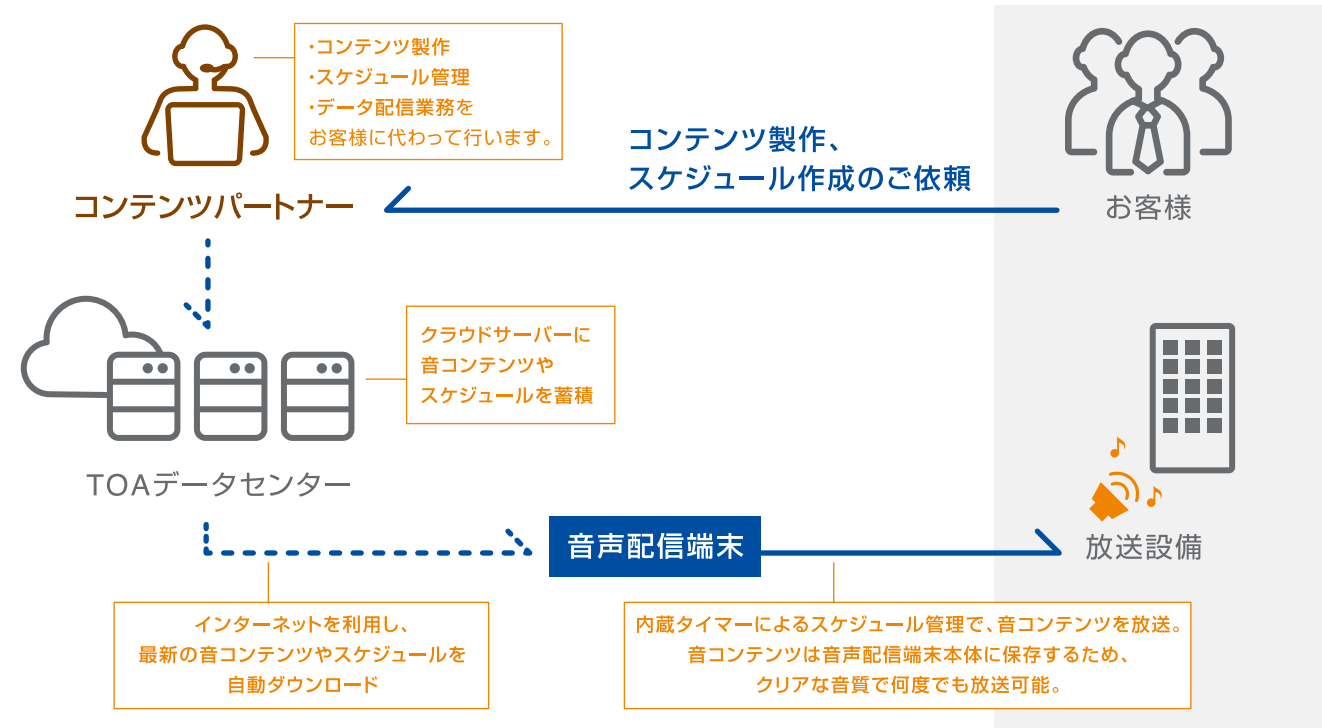 ・コンテンツ製作
・スケジュール管理
・データ配信業務を
お客様に代わって行います。
コンテンツパートナー
コンテンツ製作、
スケジュール作成のご依頼
お客様
クラウドサーバーに
音コンテンツや
スケジュールを蓄積
TOAデータセンター
音声配信端末
放送設備
インターネットを利用し、
最新の音コンテンツやスケジュールを
自動ダウンロード
内蔵タイマーによるスケジュール管理で、音コンテンツを放送。
音コンテンツは音声配信端末本体に保存するため、
クリアな音質で何度でも放送可能。